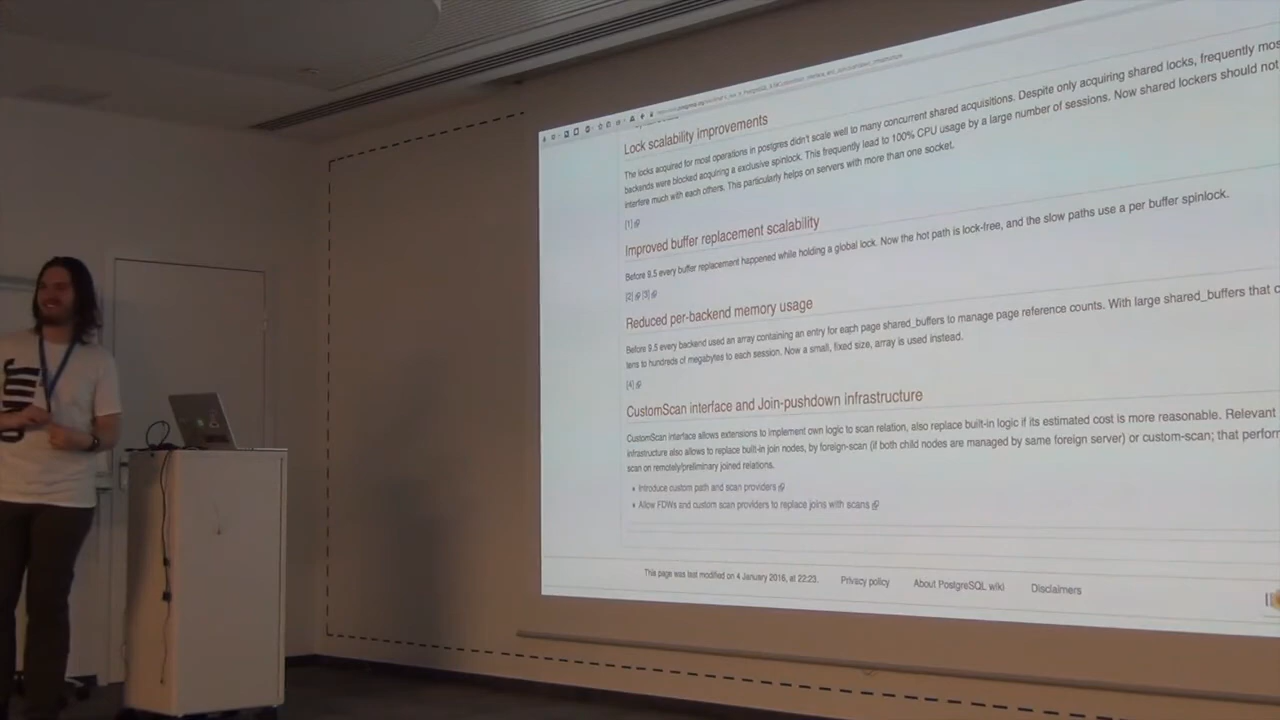 Lock scalability improvements
The locks acquired for most operations in postgres didn't scale well to many concurrent shared acquisitions. Despite only acquiring shared locks, frequently mos
backends were blocked acquiring a exclusive spinlock. This frequently lead to 100% CPU usage by a large number of sessions. Now shared lockers should not
interfere much with each others. This particularly helps on servers with more than one socket.
[1]
Improved buffer replacement scalability
Before 9.5 every buffer replacement happened while holding a global lock. Now the hot path is lock-free, and the slow paths use a per buffer spinlock.
[2] [3]
Reduced per-backend memory usage
Before 9.5 every backend used an array containing an entry for each page shared_buffers to manage page reference counts. With large shared_buffers that c
tens to hundreds of megabytes to each session. Now a small, fixed size, array is used instead.
[4]
CustomScan interface and Join-pushdown infrastructure
CustomScan interface allows extensions to implement own logic to scan relation, also replace built-in logic if its estimated cost is more reasonable. Relevant
infrastructure also allows to replace built-in join nodes, by foreign-scan (if both child nodes are managed by same foreign server) or custom-scan; that perform
scan on remotely/preliminary joined relations.
Introduce custom path and scan providers
Allow FDWs and custom scan providers to replace joins with scans
This page was last modified on 4 January 2016, at 22:23. Privacy policy About PostgreSQL wiki Disclaimers